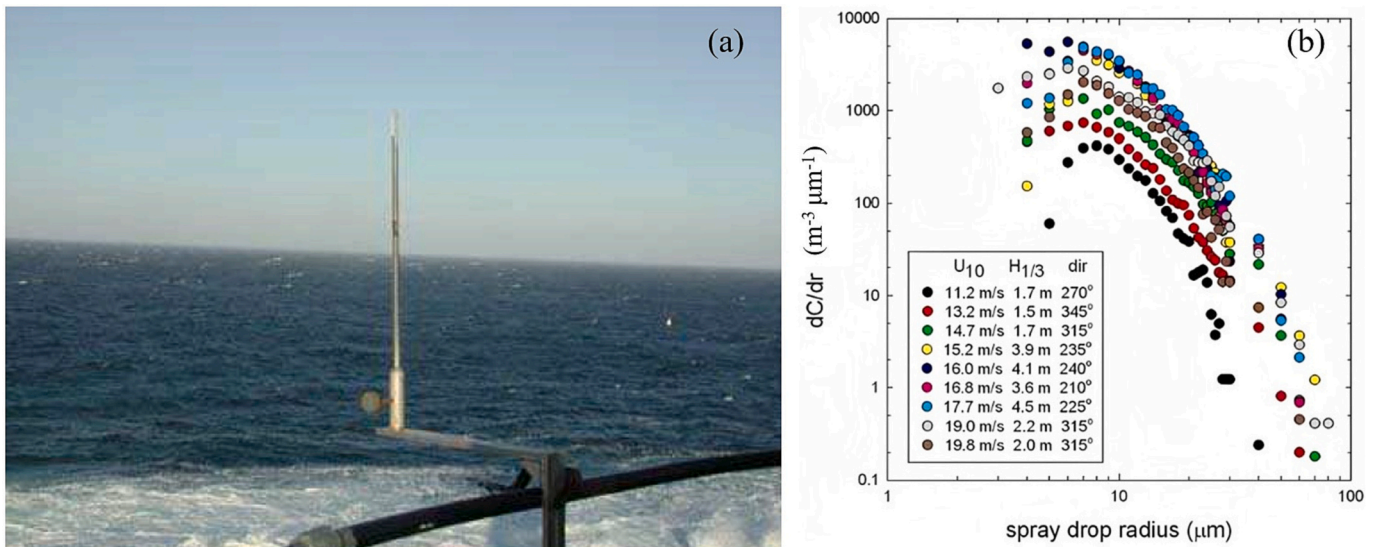 (a)
(b)
10000
1000
100
10
1
0.1
dC/dr (m⁻³ μm⁻¹)
U₁₀ H₁/₃ dir
11.2 m/s 1.7 m 270°
13.2 m/s 1.5 m 345°
14.7 m/s 1.7 m 315°
15.2 m/s 3.9 m 235°
16.0 m/s 4.1 m 240°
16.8 m/s 3.6 m 210°
17.7 m/s 4.5 m 225°
19.0 m/s 2.2 m 315°
19.8 m/s 2.0 m 315°
1 10 100
spray drop radius (μm)